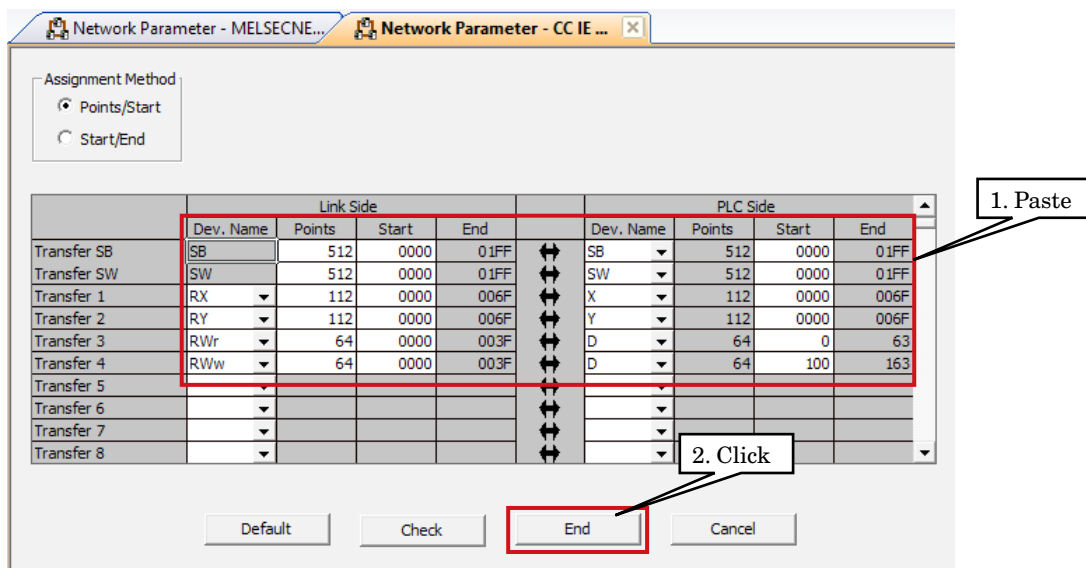 Network Parameter - MELSECNE... Network Parameter - CC IE ...
Assignment Method
Points/Start
Start/End
1. Paste
Link Side PLC Side
Dev. Name Points Start End Dev. Name Points Start End
Transfer SB SB 512 0000 01FF SB 512 0000 01FF
Transfer SW SW 512 0000 01FF SW 512 0000 01FF
Transfer 1 RX 112 0000 006F X 112 0000 006F
Transfer 2 RY 112 0000 006F Y 112 0000 006F
Transfer 3 RWr 64 0000 003F D 64 0 63
Transfer 4 RWw 64 0000 003F D 64 100 163
Transfer 5
Transfer 6
Transfer 7
Transfer 8
2. Click
Default Check End Cancel